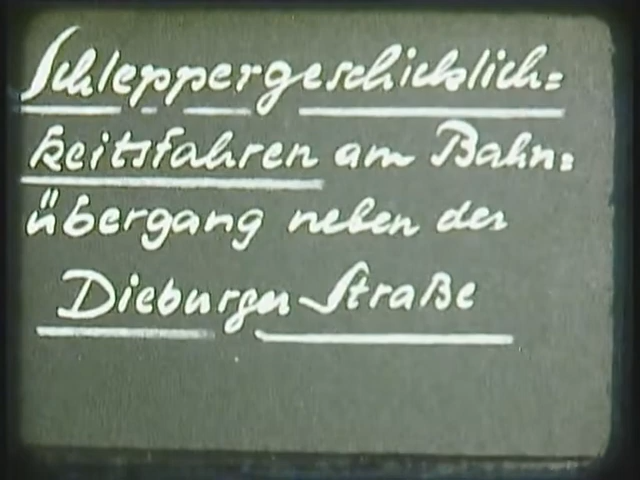 Schleppergeschicklich=
keitsfahren am Bahn=
übergang neben der
Dieburger Straße